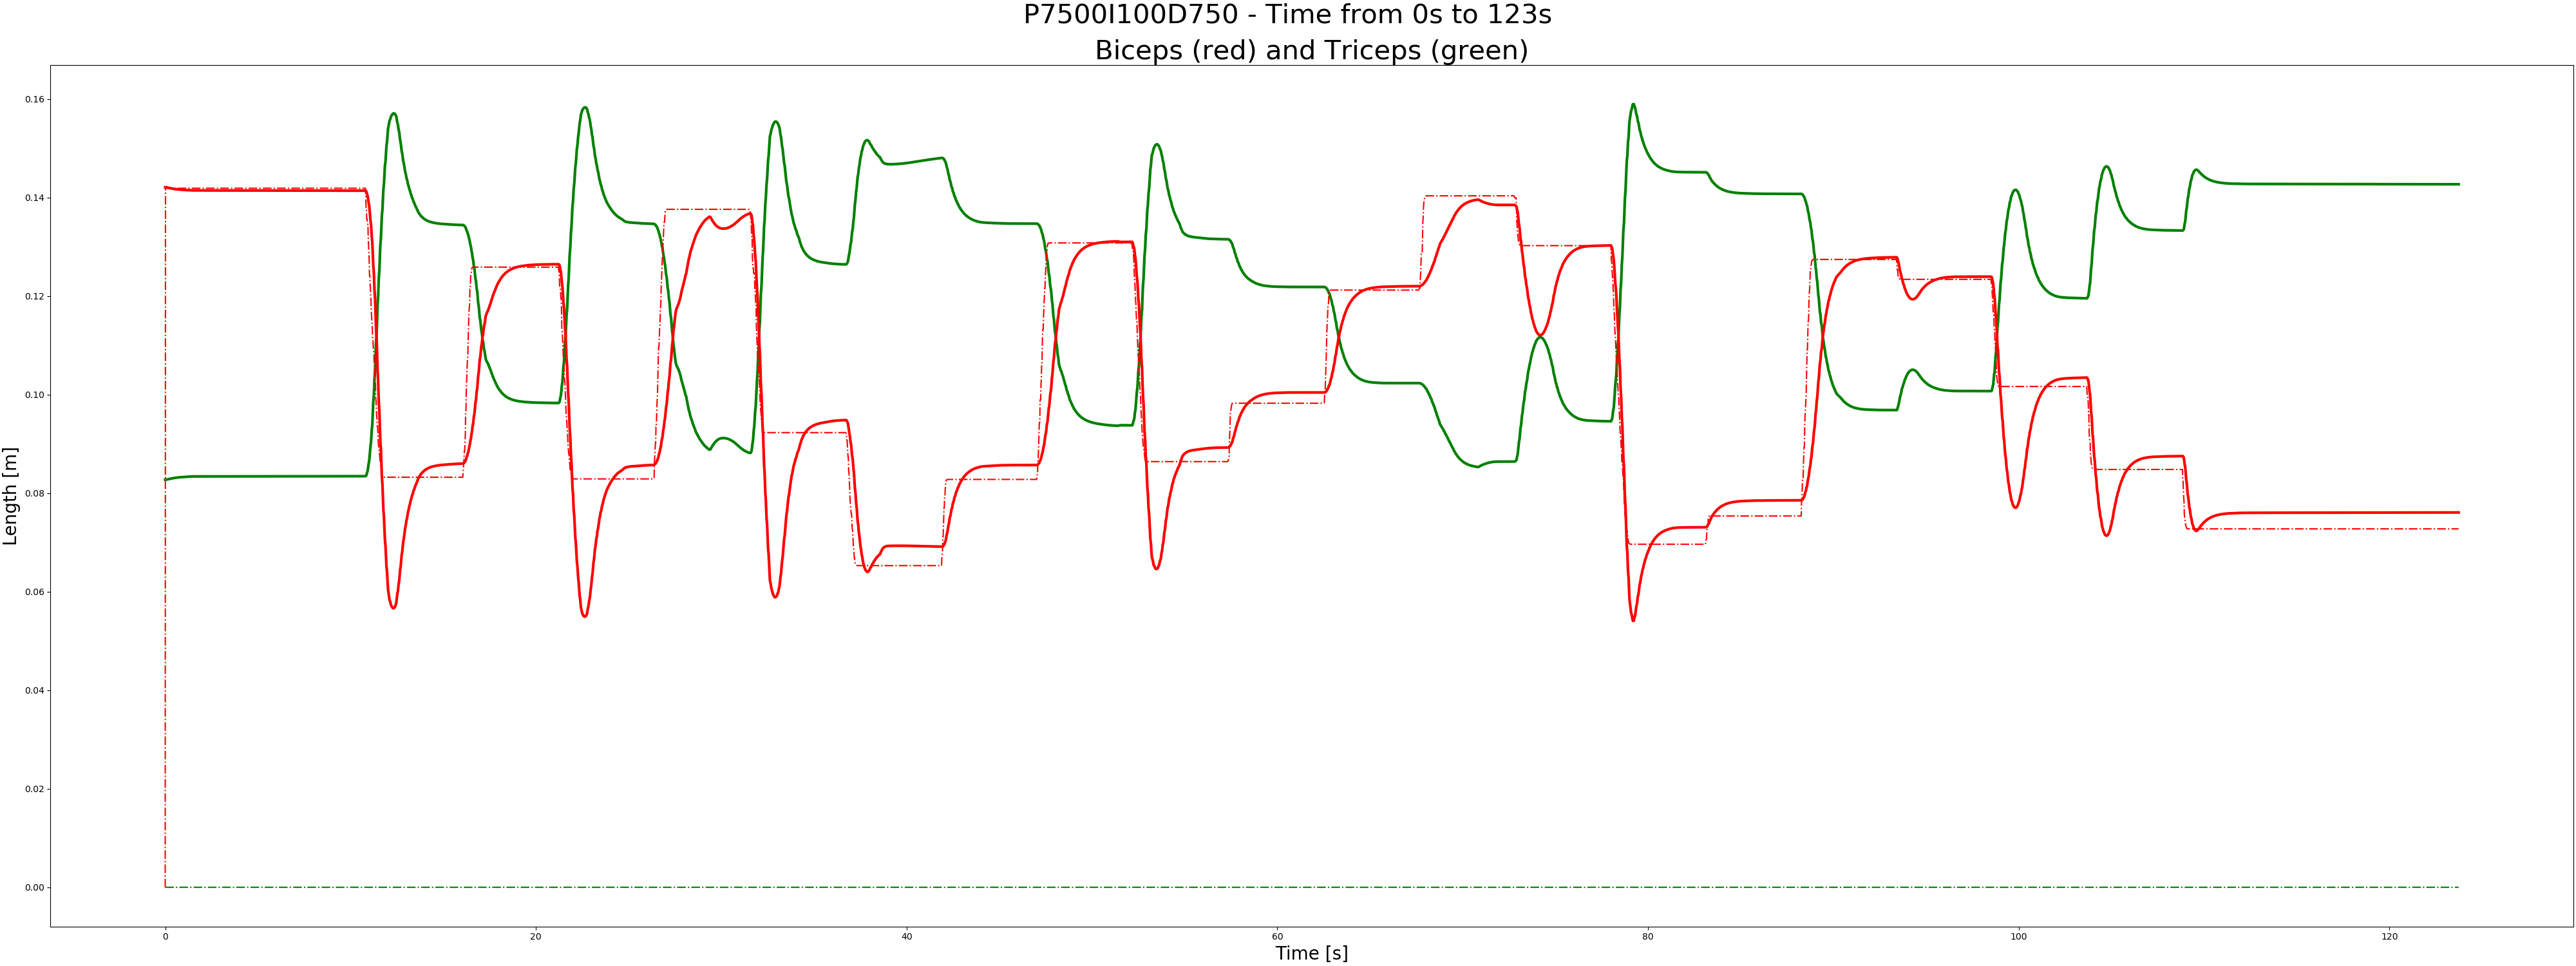 P7500I100D750 - Time from 0s to 123s
Biceps (red) and Triceps (green)
0.16
0.14
0.12
0.10
0.08
0.06
0.04
0.02
0.00
Length [m]
0 20 40 60 80 100 120
Time [s]